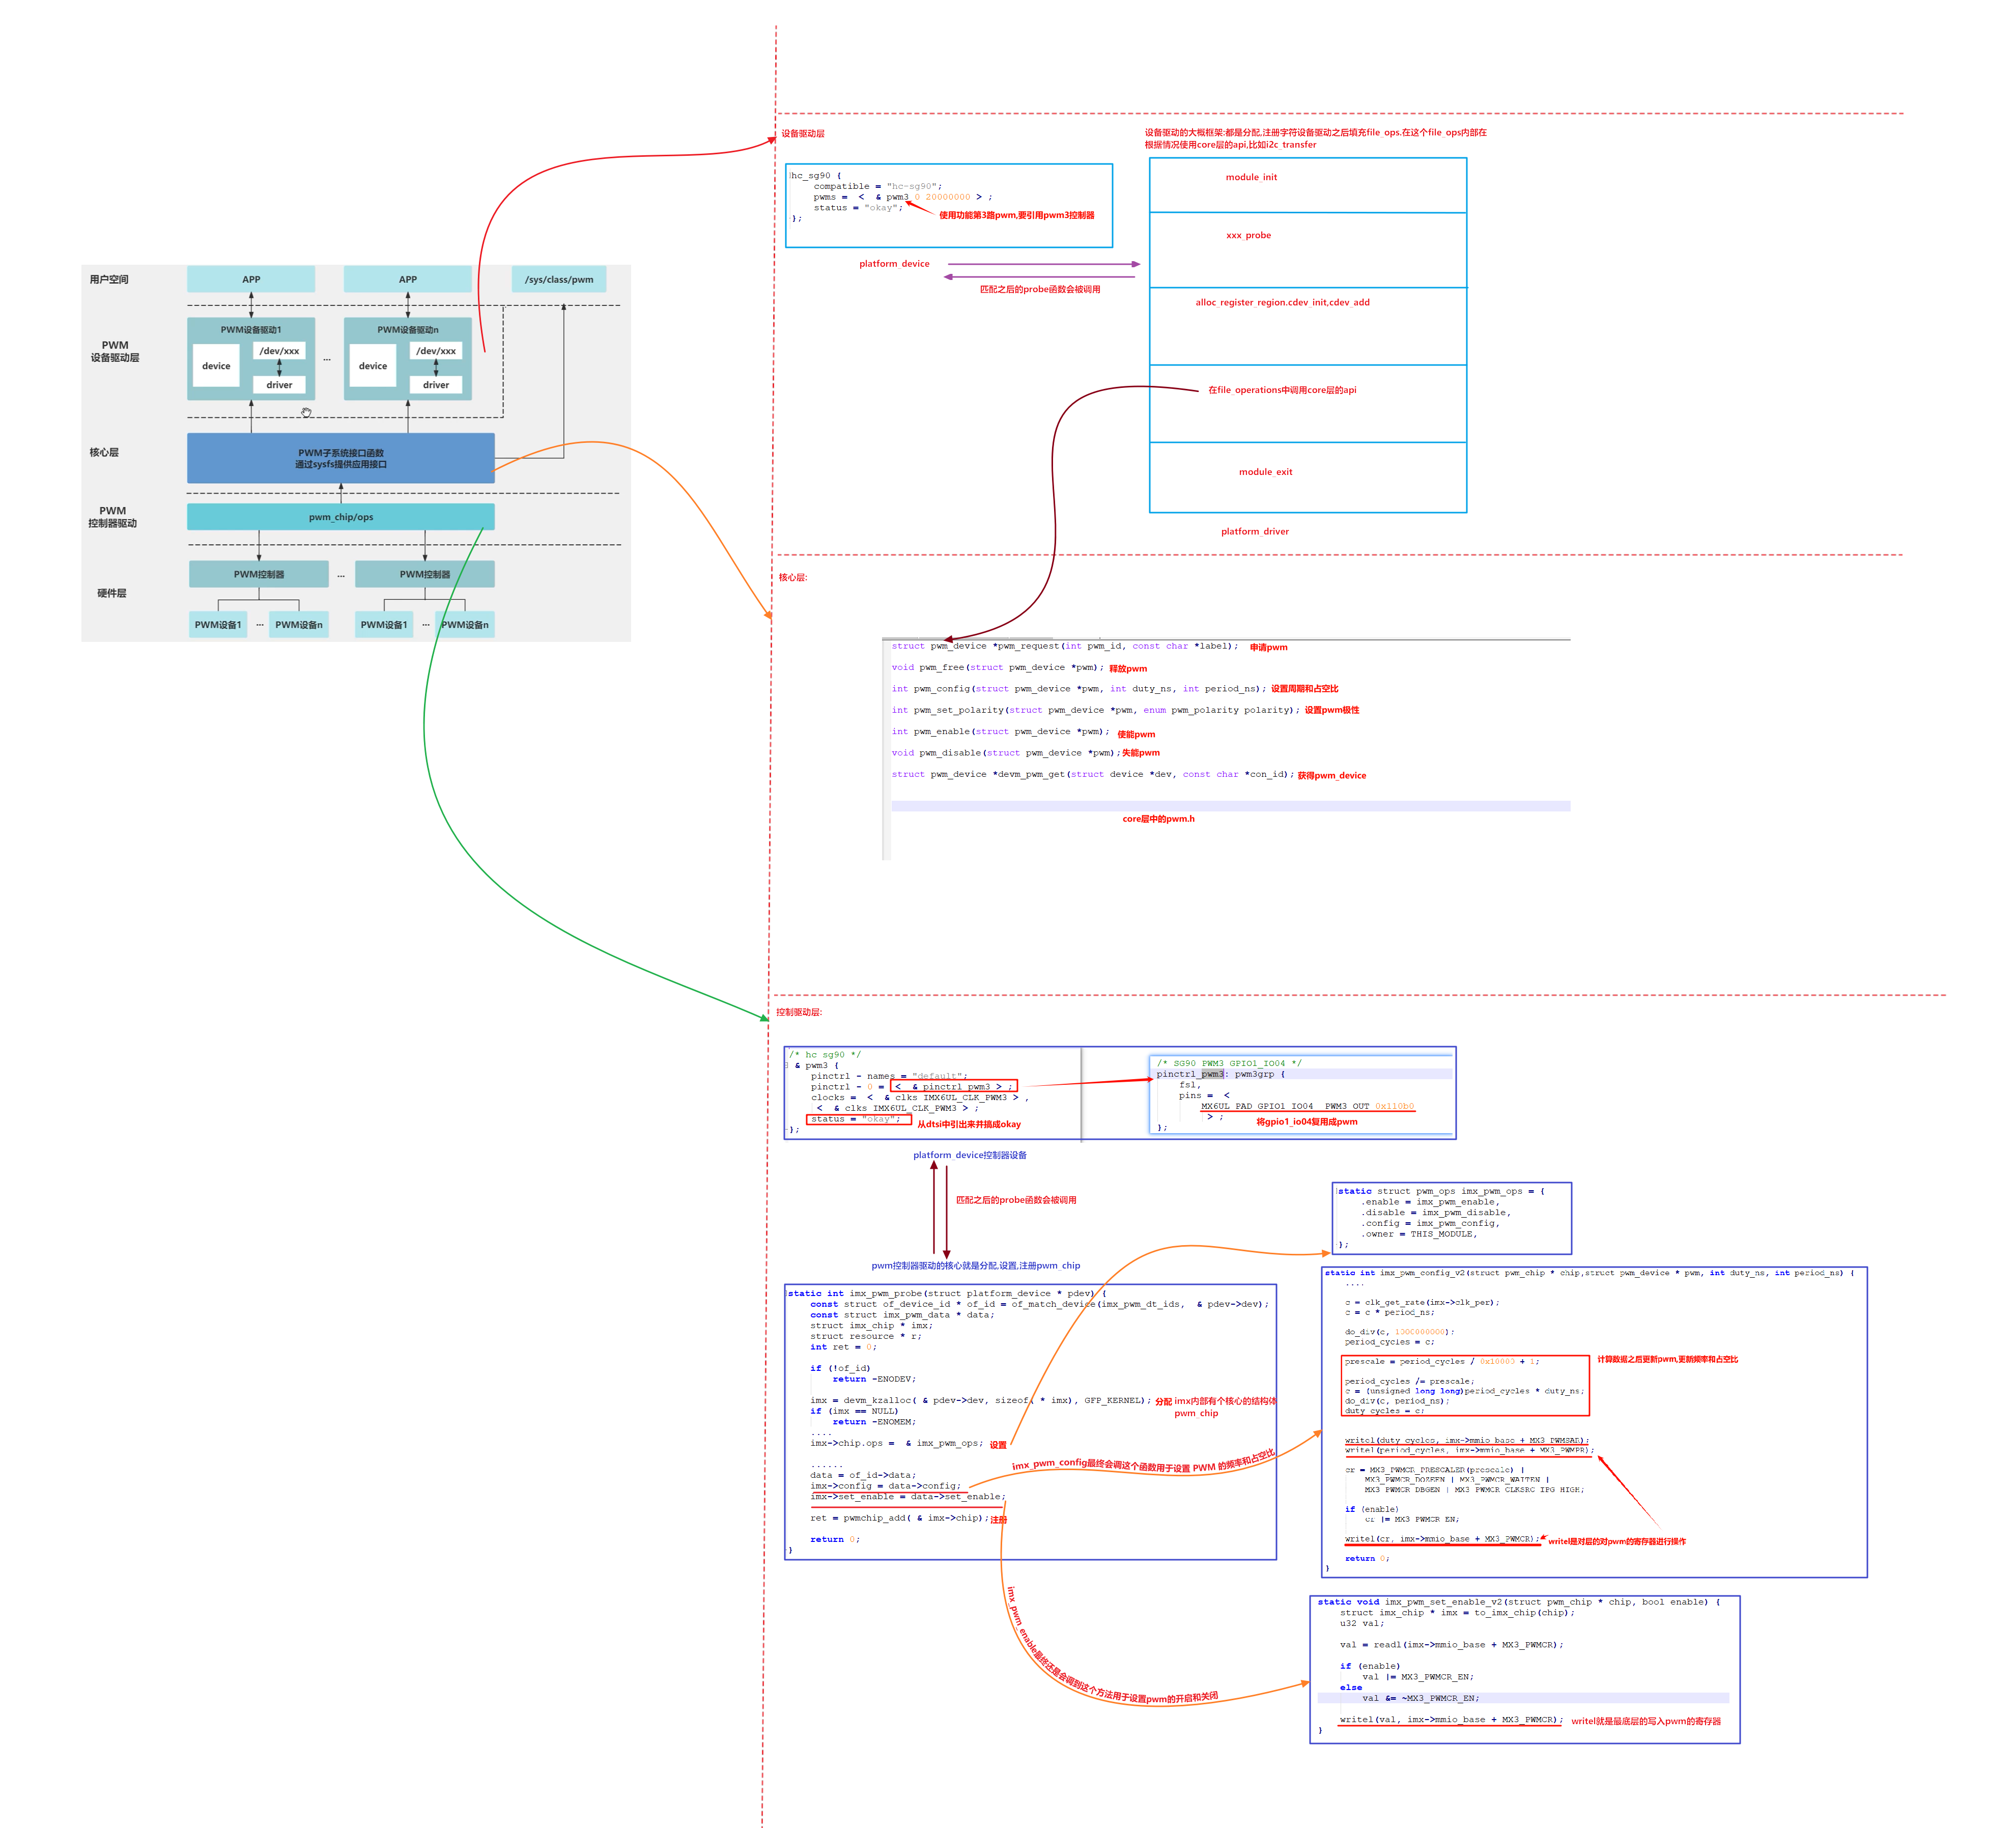 用户空间
APP
APP
/sys/class/pwm
PWM
设备驱动层
PWM设备驱动1
device
/dev/xxx
driver
...
PWM设备驱动n
device
/dev/xxx
driver
核心层
PWM子系统接口函数
通过sysfs提供应用接口
PWM
控制器驱动
pwm_chip/ops
硬件层
PWM控制器
...
PWM控制器
PWM设备1
...
PWM设备n
PWM设备1
...
PWM设备n
设备驱动层
hc_sg90 {
compatible = "hc-sg90";
pwms =  <  & pwm3 0 20000000 > ;
status = "okay";
};
使用功能第3路pwm,要引用pwm3控制器
platform_device
匹配之后的probe函数会被调用
设备驱动的大概框架:都是分配,注册字符设备驱动之后填充file_ops.在这个file_ops内部在
根据情况使用core层的api,比如i2c_transfer
module_init
xxx_probe
alloc_register_region.cdev_init,cdev_add
在file_operations中调用core层的api
module_exit
platform_driver
核心层:
struct pwm_device *pwm_request(int pwm_id, const char *label); 申请pwm
void pwm_free(struct pwm_device *pwm); 释放pwm
int pwm_config(struct pwm_device *pwm, int duty_ns, int period_ns); 设置周期和占空比
int pwm_set_polarity(struct pwm_device *pwm, enum pwm_polarity polarity); 设置pwm极性
int pwm_enable(struct pwm_device *pwm); 使能pwm
void pwm_disable(struct pwm_device *pwm); 失能pwm
struct pwm_device *devm_pwm_get(struct device *dev, const char *con_id); 获得pwm_device
core层中的pwm.h
控制驱动层:
/* hc sg90 */
& pwm3 {
pinctrl - names = "default";
pinctrl - 0 =  <  & pinctrl_pwm3 > ;
clocks =  <  & clks IMX6UL_CLK_PWM3 > ,
<  & clks IMX6UL_CLK_PWM3 > ;
status = "okay";
};
从dtsi中引出来并搞成okay
/* SG90 PWM3 GPIO1_IO04 */
pinctrl_pwm3: pwm3grp {
fsl,
pins =  <
MX6UL_PAD_GPIO1_IO04__PWM3_OUT 0x110b0
> ;
};
将gpio1_io04复用成pwm
platform_device控制器设备
匹配之后的probe函数会被调用
pwm控制器驱动的核心就是分配,设置,注册pwm_chip
static int imx_pwm_probe(struct platform_device * pdev) {
const struct of_device_id * of_id = of_match_device(imx_pwm_dt_ids,  & pdev->dev);
const struct imx_pwm_data * data;
struct imx_chip * imx;
struct resource * r;
int ret = 0;
if (!of_id)
return -ENODEV;
imx = devm_kzalloc( & pdev->dev, sizeof( * imx), GFP_KERNEL); 分配 imx内部有个核心的结构体
pwm_chip
if (imx == NULL)
return -ENOMEM;
....
imx->chip.ops =  & imx_pwm_ops; 设置
......
data = of_id->data;
imx->config = data->config;
imx->set_enable = data->set_enable;
ret = pwmchip_add( & imx->chip); 注册
return 0;
}
imx_pwm_config最终会调这个函数用于设置 PWM 的频率和占空比
imx_pwm_enable最终还是会调到这个方法用于设置pwm的开启和关闭
static struct pwm_ops imx_pwm_ops = {
.enable = imx_pwm_enable,
.disable = imx_pwm_disable,
.config = imx_pwm_config,
.owner = THIS_MODULE,
};
static int imx_pwm_config_v2(struct pwm_chip * chip,struct pwm_device * pwm, int duty_ns, int period_ns) {
....
c = clk_get_rate(imx->clk_per);
c = c * period_ns;
do_div(c, 1000000000);
period_cycles = c;
prescale = period_cycles / 0x10000 + 1;
period_cycles /= prescale;
c = (unsigned long long)period_cycles * duty_ns;
do_div(c, period_ns);
duty_cycles = c;
计算数据之后更新pwm,更新频率和占空比
writel(duty_cycles, imx->mmio_base + MX3_PWMSAR);
writel(period_cycles, imx->mmio_base + MX3_PWMPR);
cr = MX3_PWMCR_PRESCALER(prescale) |
MX3_PWMCR_DOZEEN | MX3_PWMCR_WAITEN |
MX3_PWMCR_DBGEN | MX3_PWMCR_CLKSRC_IPG_HIGH;
if (enable)
cr |= MX3_PWMCR_EN;
writel(cr, imx->mmio_base + MX3_PWMCR);
writel是对层的对pwm的寄存器进行操作
return 0;
}
static void imx_pwm_set_enable_v2(struct pwm_chip * chip, bool enable) {
struct imx_chip * imx = to_imx_chip(chip);
u32 val;
val = readl(imx->mmio_base + MX3_PWMCR);
if (enable)
val |= MX3_PWMCR_EN;
else
val &= ~MX3_PWMCR_EN;
writel(val, imx->mmio_base + MX3_PWMCR); writel就是最底层的写入pwm的寄存器
}